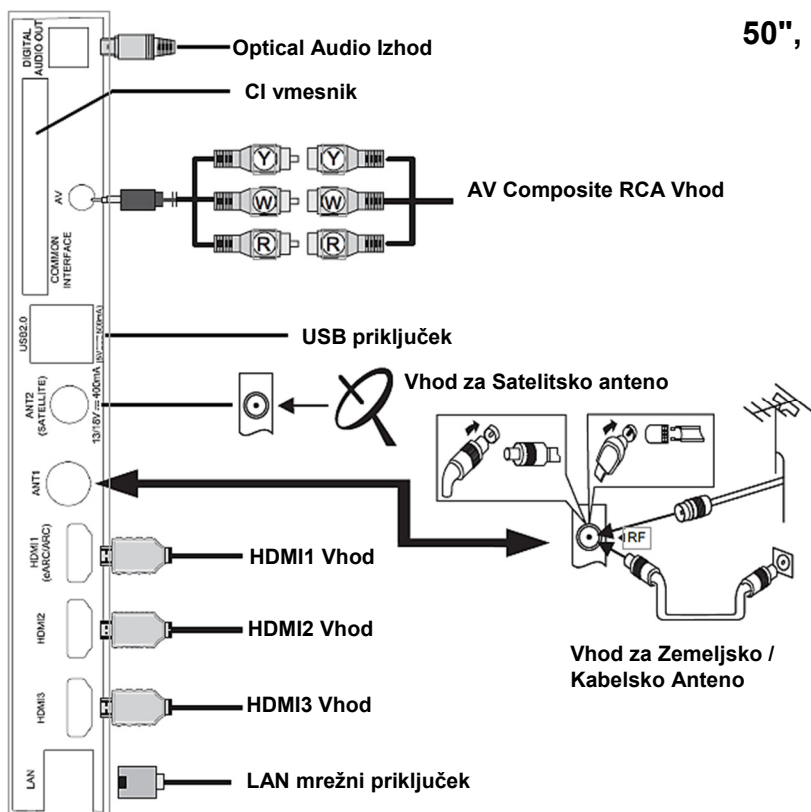 50",
DIGITAL
AUDIO OUT
Optical Audio Izhod
CI vmesnik
Y Y
AV
W W
AV Composite RCA Vhod
R R
COMMON
INTERFACE
USB2.0
(5V⎓500mA)
USB priključek
ANT2
(SATELLITE)
13/18V⎓400mA
Vhod za Satelitsko anteno
ANT1
RF
HDMI1
(eARC/ARC)
HDMI1 Vhod
HDMI2
HDMI2 Vhod
Vhod za Zemeljsko /
Kabelsko Anteno
HDMI3
HDMI3 Vhod
LAN
LAN mrežni priključek